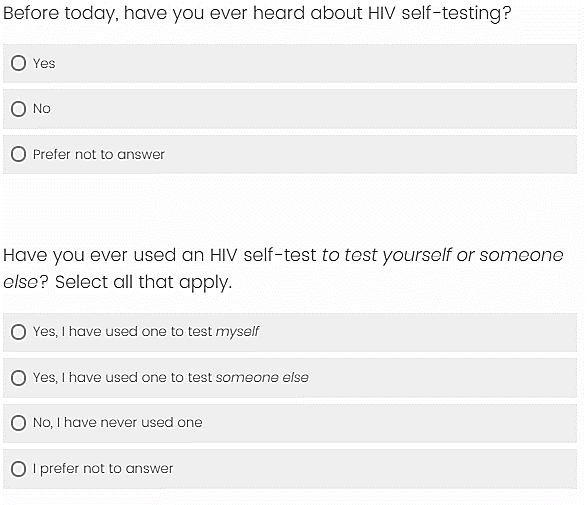 Before today, have you ever heard about HIV self-testing?
Yes
No
Prefer not to answer
Have you ever used an HIV self-test to test yourself or someone
else? Select all that apply.
Yes, I have used one to test myself
Yes, I have used one to test someone else
No, I have never used one
I prefer not to answer